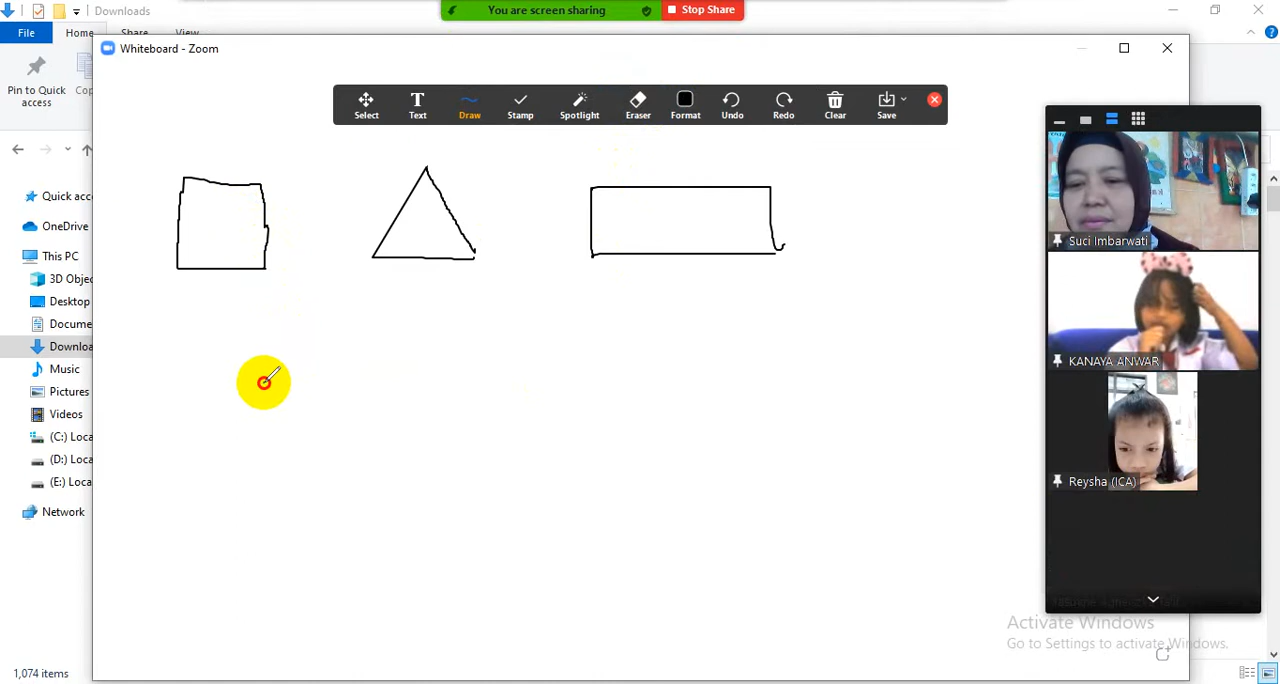 Downloads
You are screen sharing
Stop Share
File
Home
Share
View
Whiteboard - Zoom
Pin to Quick
access
Select
Text
Draw
Stamp
Spotlight
Eraser
Format
Undo
Redo
Clear
Save
Quick acce
OneDrive
This PC
3D Objec
Desktop
Docume
Downloa
Music
Pictures
Videos
(C:) Loca
(D:) Loca
(E:) Loca
Network
Suci Imbarwati
KANAYA ANWAR
Reysha (ICA)
Activate Windows
Go to Settings to activate Windows.
1,074 items